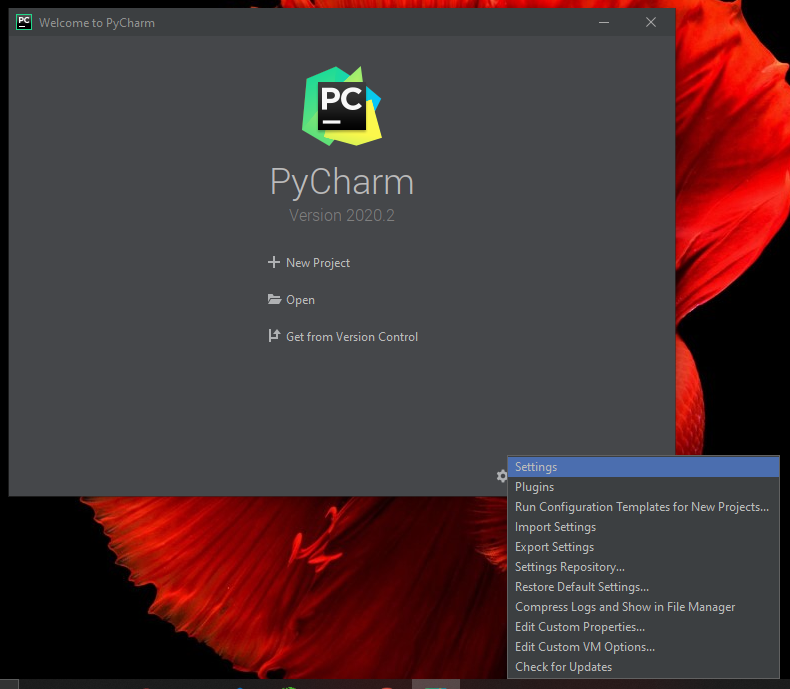 PC
Welcome to PyCharm
PC
PyCharm
Version 2020.2
New Project
Open
Get from Version Control
Settings
Plugins
Run Configuration Templates for New Projects...
Import Settings
Export Settings
Settings Repository...
Restore Default Settings...
Compress Logs and Show in File Manager
Edit Custom Properties...
Edit Custom VM Options...
Check for Updates